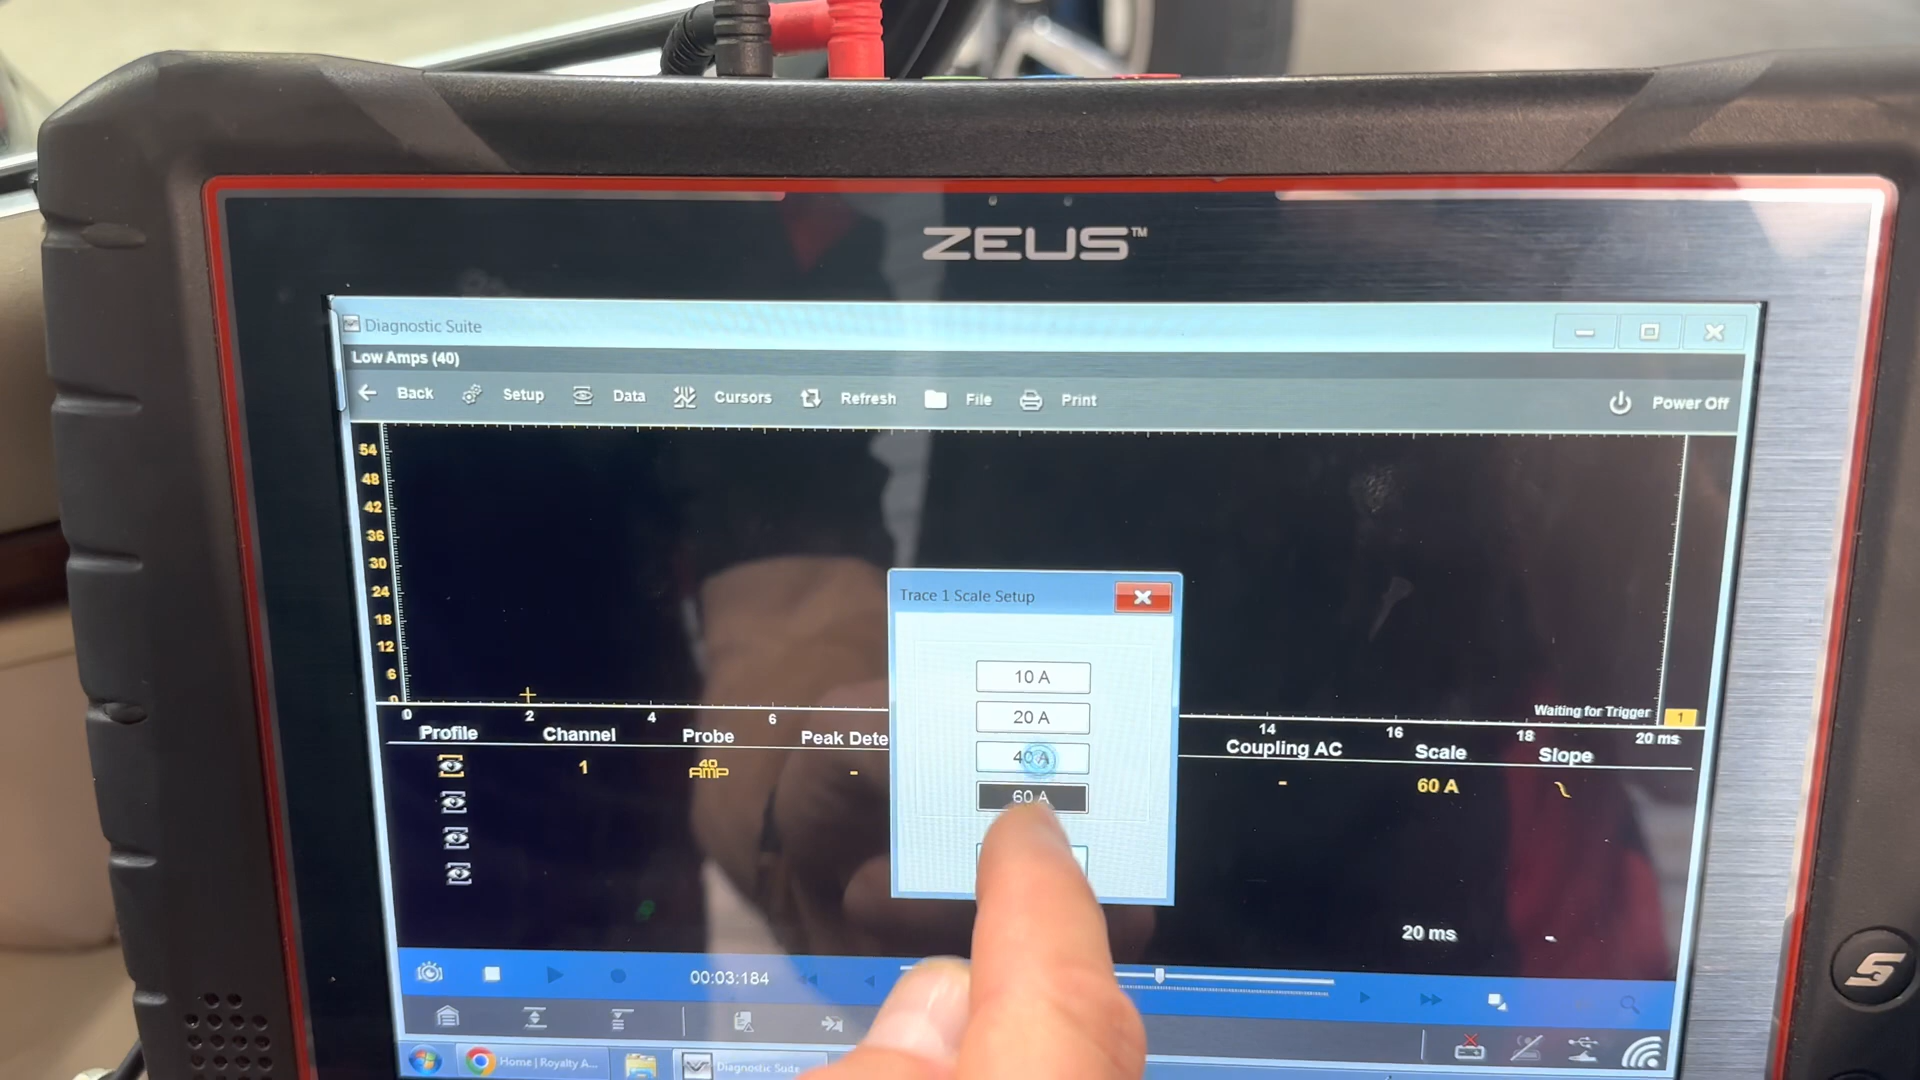 ZEUS™
Diagnostic Suite
Low Amps (40)
Back Setup Data Cursors Refresh File Print Power Off
54
48
42
36
30
24
18
12
6
0
0 2 4 6 14 16 18 20 ms
Waiting for Trigger 1
Trace 1 Scale Setup
10 A
20 A
40 A
60 A
Profile Channel Probe Peak Dete Coupling AC Scale Slope
1 40 AMP - - 60 A
20 ms -
00:03:184
Home | Royalty A...
Diagnostic Suite
S